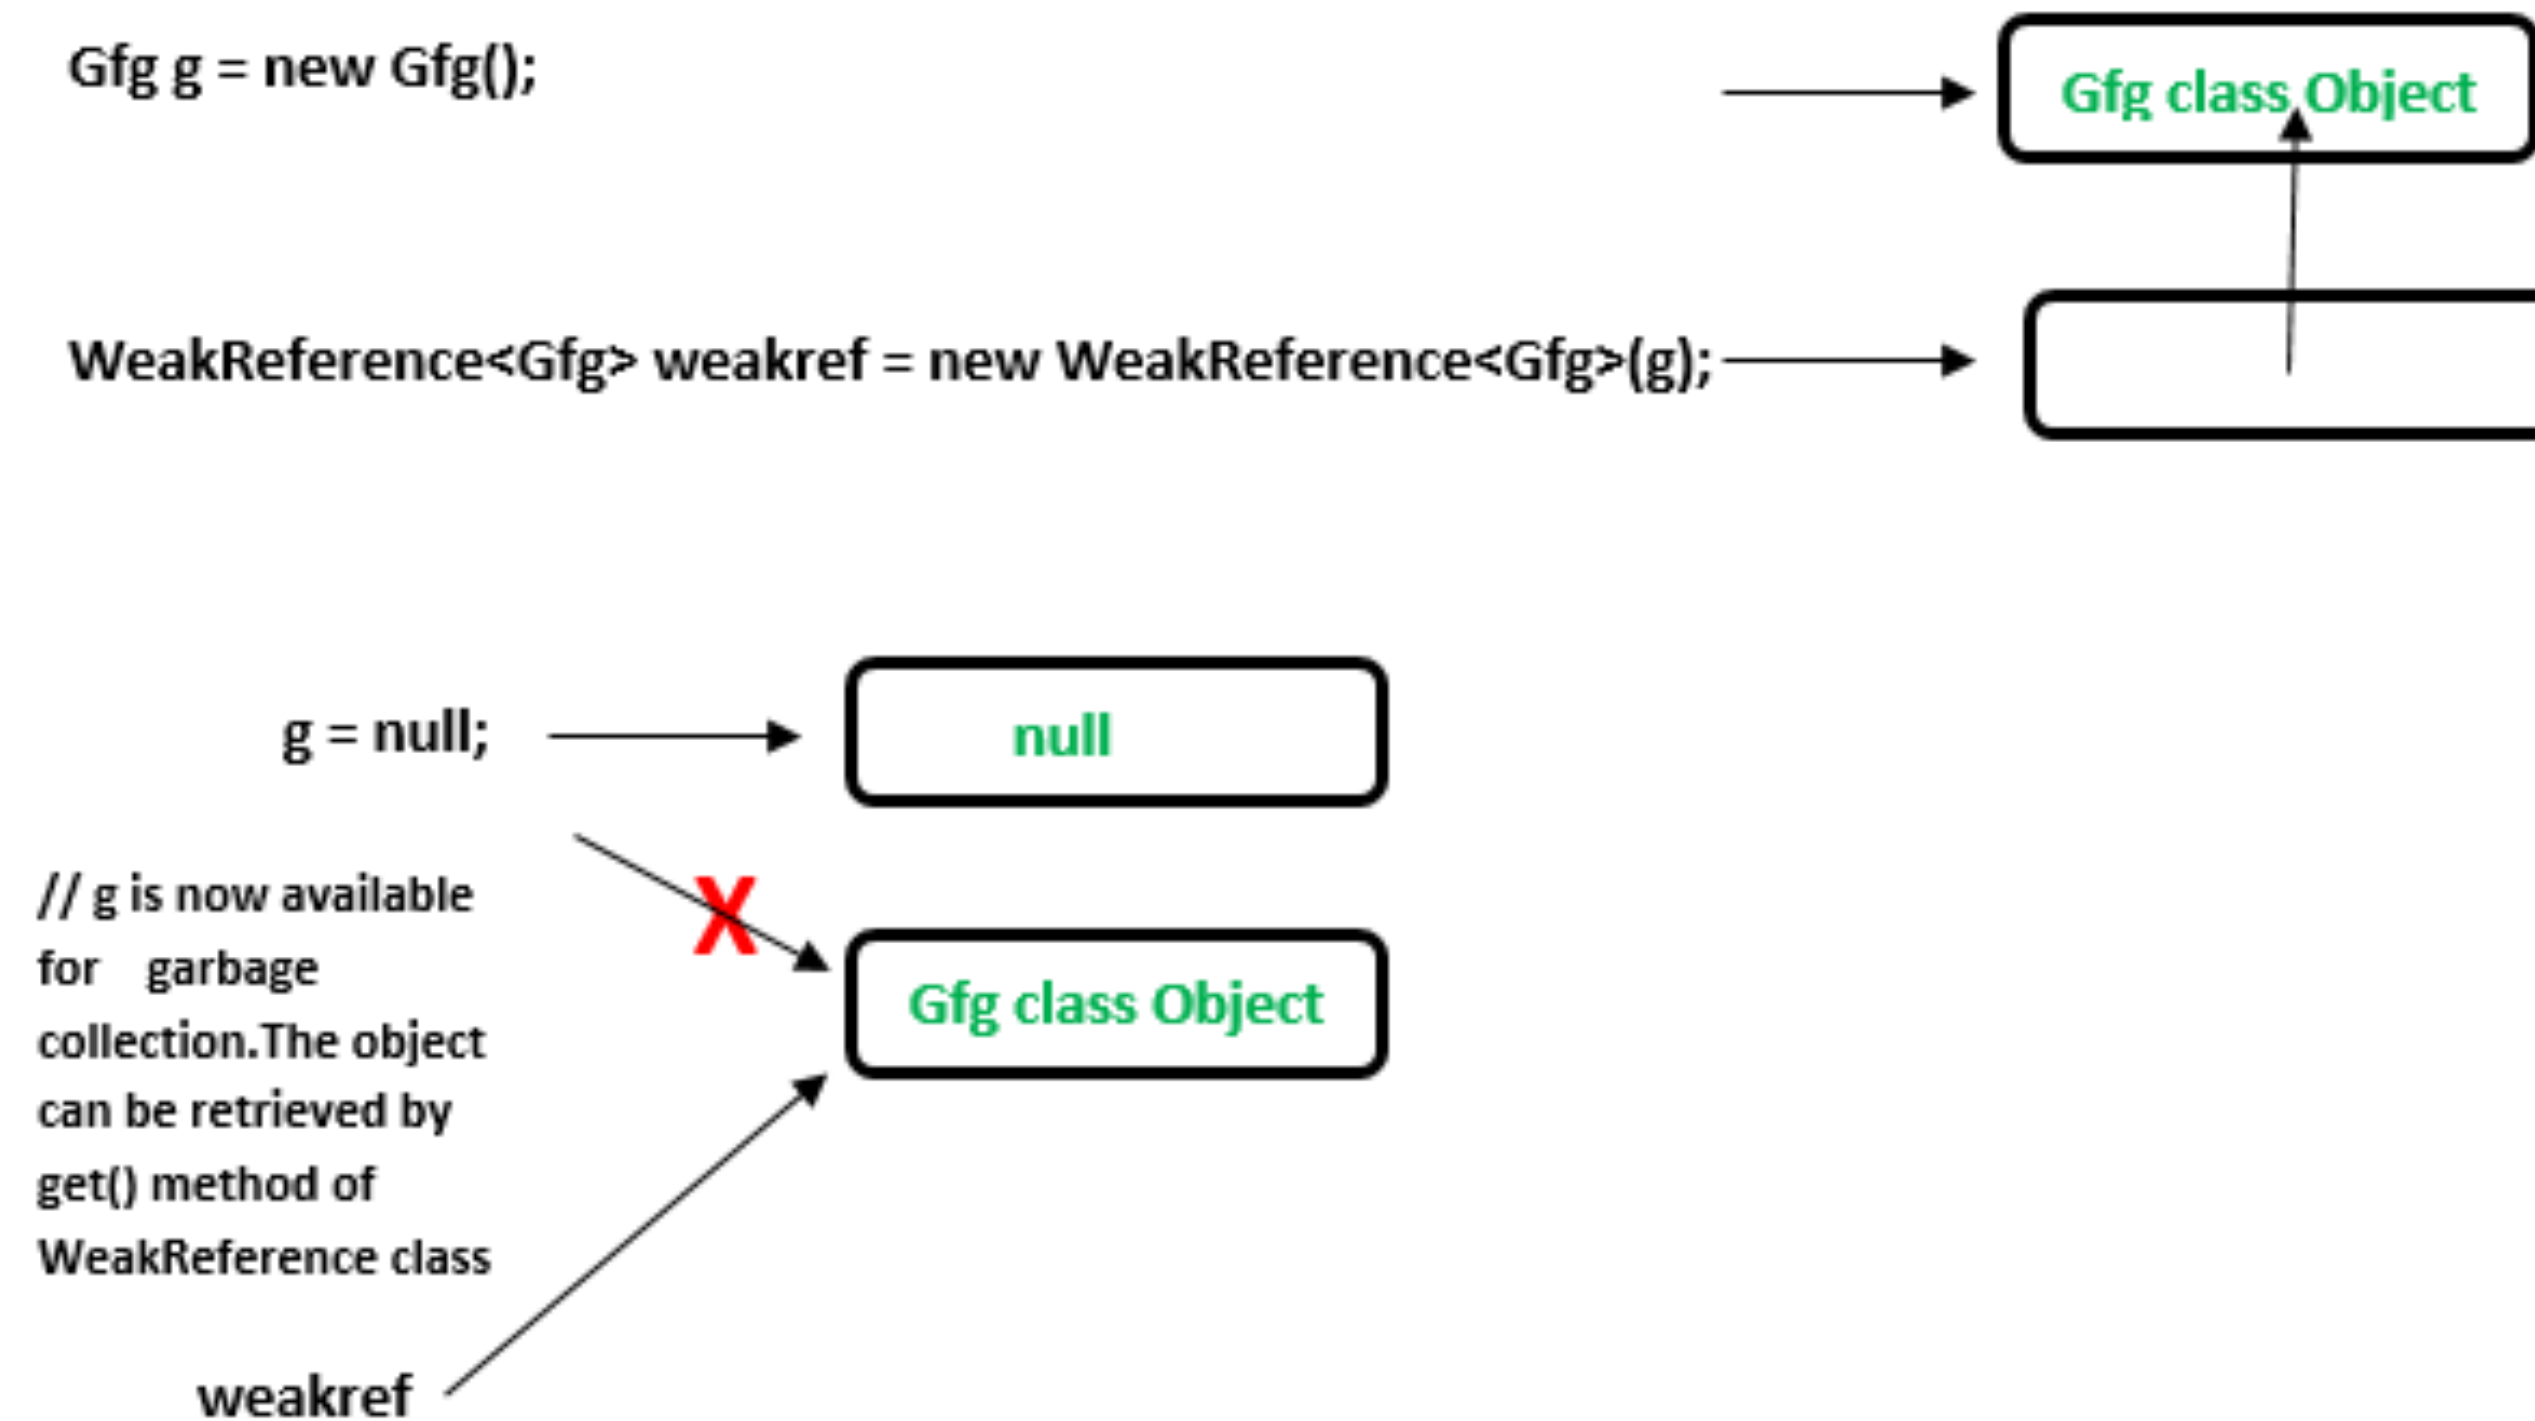 Gfg g = new Gfg();
Gfg class Object
WeakReference<Gfg> weakref = new WeakReference<Gfg>(g);
g = null;
null
X
// g is now available
for garbage
collection.The object
can be retrieved by
get() method of
WeakReference class
Gfg class Object
weakref